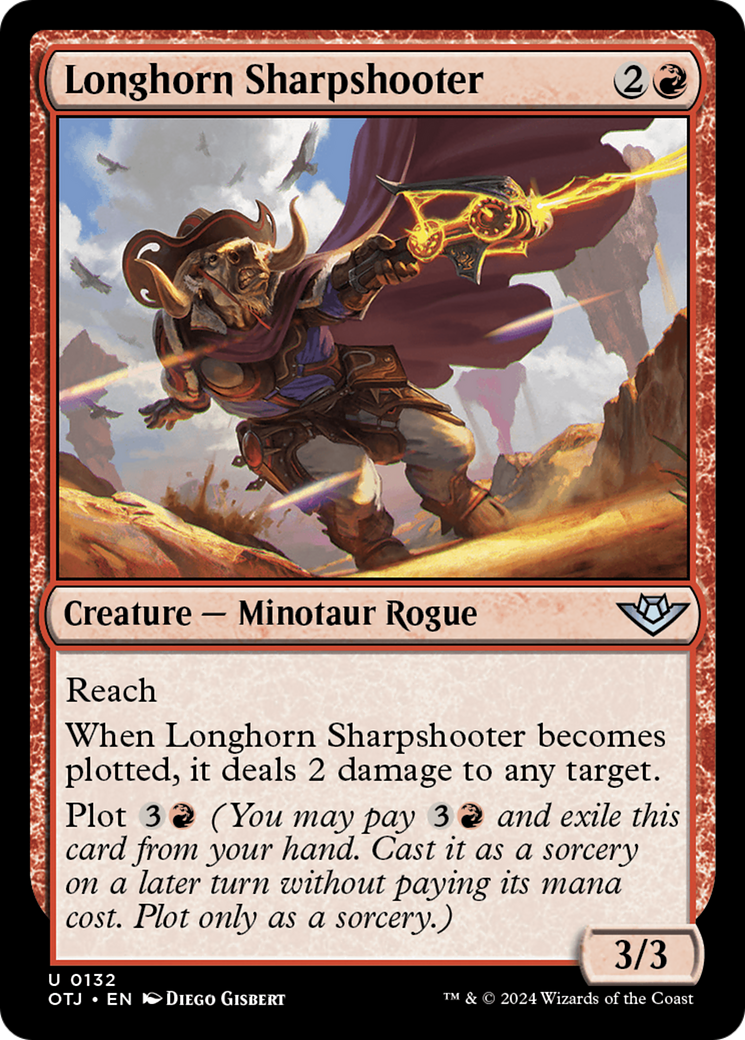 Longhorn Sharpshooter 2
Creature — Minotaur Rogue
Reach
When Longhorn Sharpshooter becomes
plotted, it deals 2 damage to any target.
Plot 3 (You may pay 3 and exile this
card from your hand. Cast it as a sorcery
on a later turn without paying its mana
cost. Plot only as a sorcery.)
3/3
U 0132
OTJ • EN Diego Gisbert
™ & © 2024 Wizards of the Coast